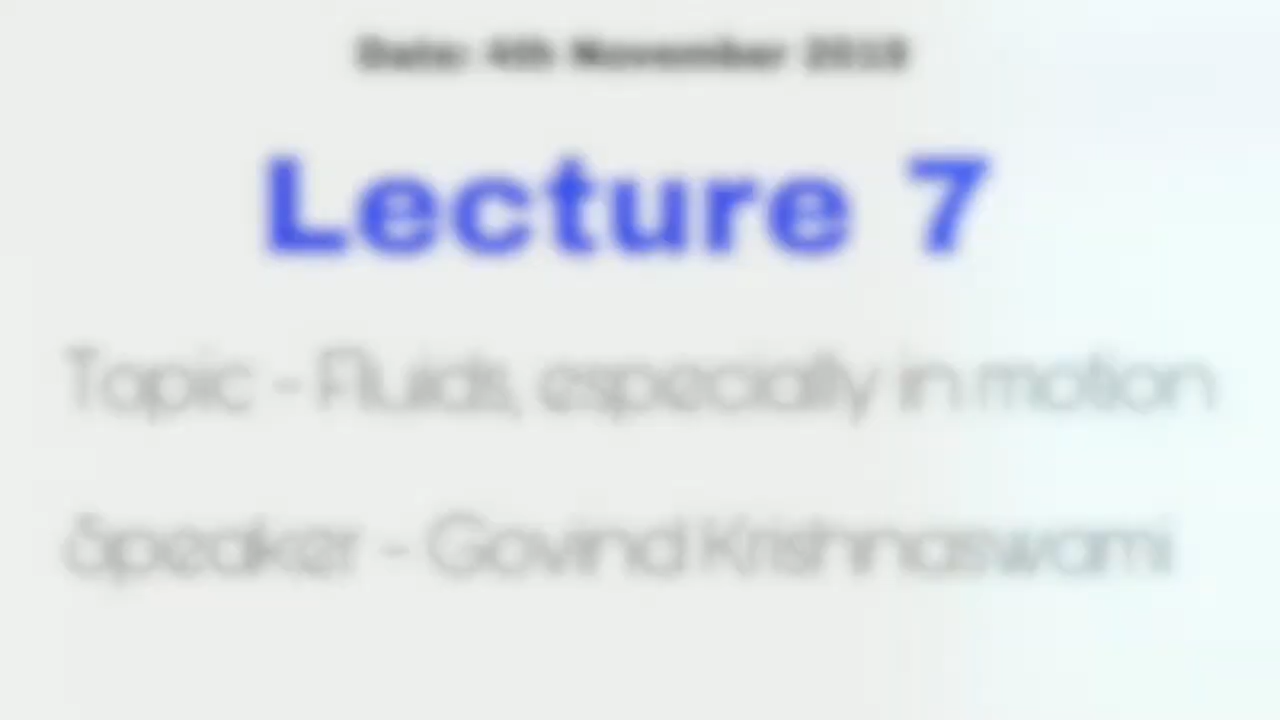 Date: 4th November
Lecture 7
Topic - Fluids, especially in motion
Speaker - Govind Krishnaswami